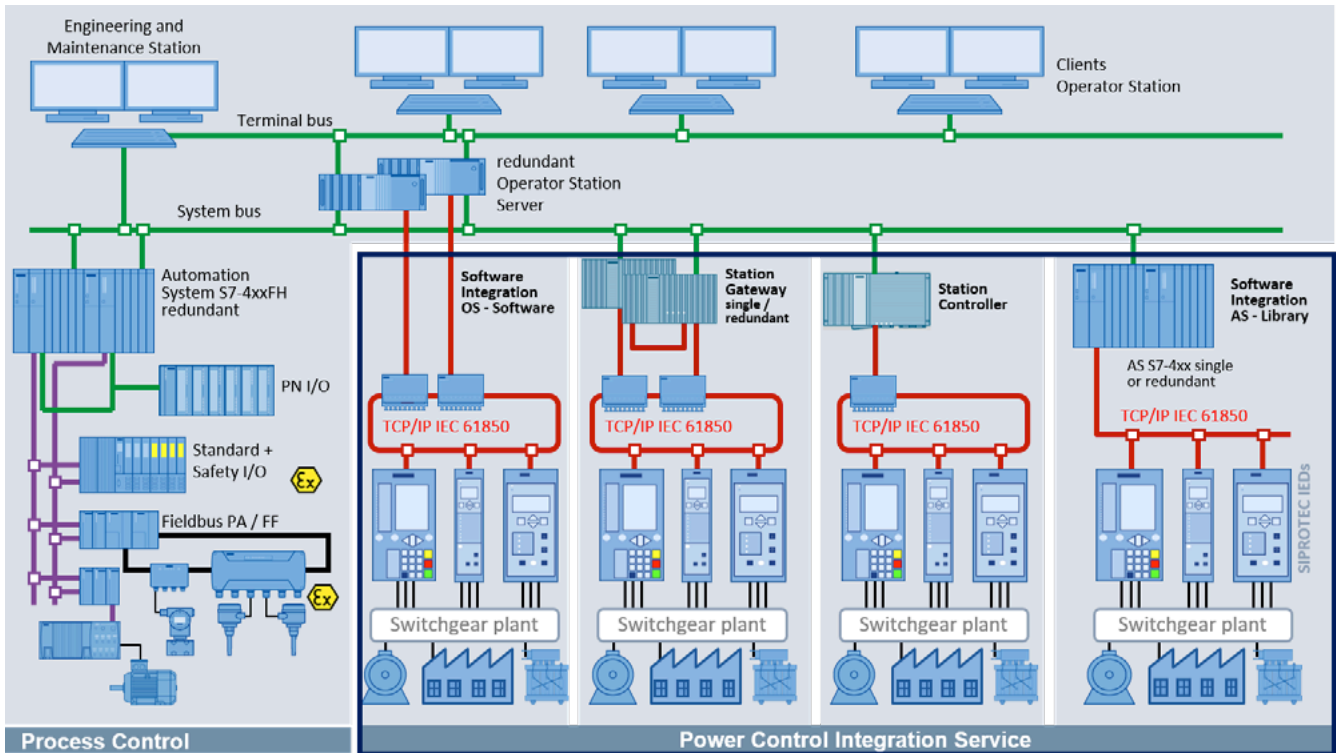 Engineering and
Maintenance Station
Clients
Operator Station
Terminal bus
redundant
Operator Station
Server
System bus
Automation
System S7-4xxFH
redundant
Software
Integration
OS - Software
Station
Gateway
single /
redundant
Station
Controller
Software
Integration
AS - Library
AS S7-4xx single
or redundant
PN I/O
TCP/IP IEC 61850
TCP/IP IEC 61850
TCP/IP IEC 61850
TCP/IP IEC 61850
Standard +
Safety I/O
Ex
Fieldbus PA / FF
Ex
SIPROTEC IEDs
Switchgear plant
Switchgear plant
Switchgear plant
Switchgear plant
Process Control
Power Control Integration Service